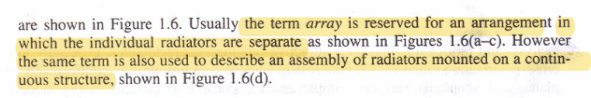 are shown in Figure 1.6. Usually the term array is reserved for an arrangement in
which the individual radiators are separate as shown in Figures 1.6(a–c). However
the same term is also used to describe an assembly of radiators mounted on a contin-
uous structure, shown in Figure 1.6(d).